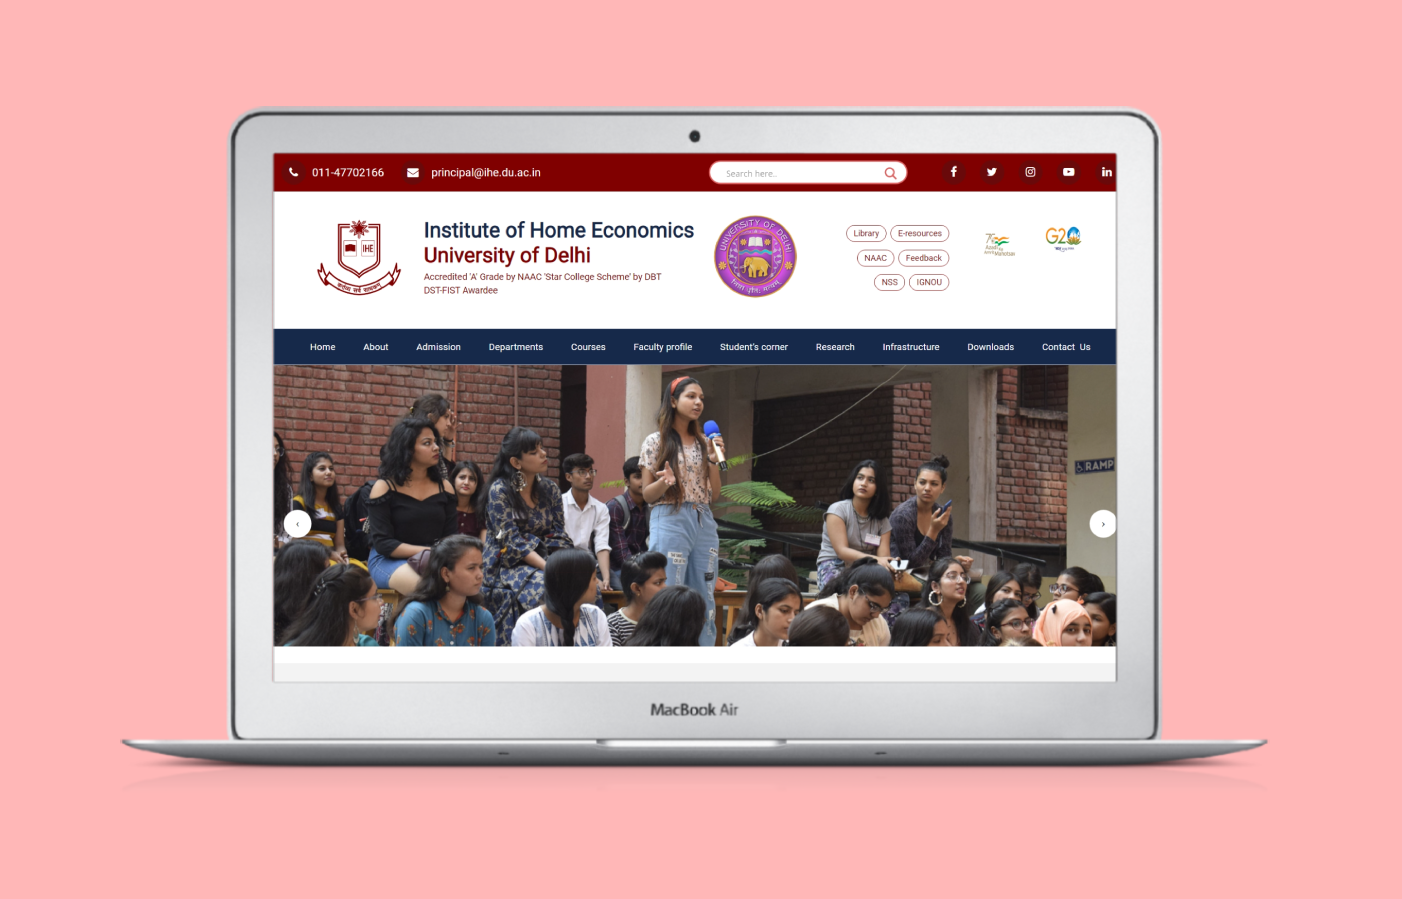 011-47702166
principal@ihe.du.ac.in
Search here..
IHE
Institute of Home Economics
University of Delhi
Accredited 'A' Grade by NAAC 'Star College Scheme' by DBT
DST-FIST Awardee
UNIVERSITY OF DELHI
Library
E-resources
NAAC
Feedback
NSS
IGNOU
Azadi Ka
Amrit Mahotsav
G20
Home
About
Admission
Departments
Courses
Faculty profile
Student's corner
Research
Infrastructure
Downloads
Contact Us
RAMP
MacBook Air